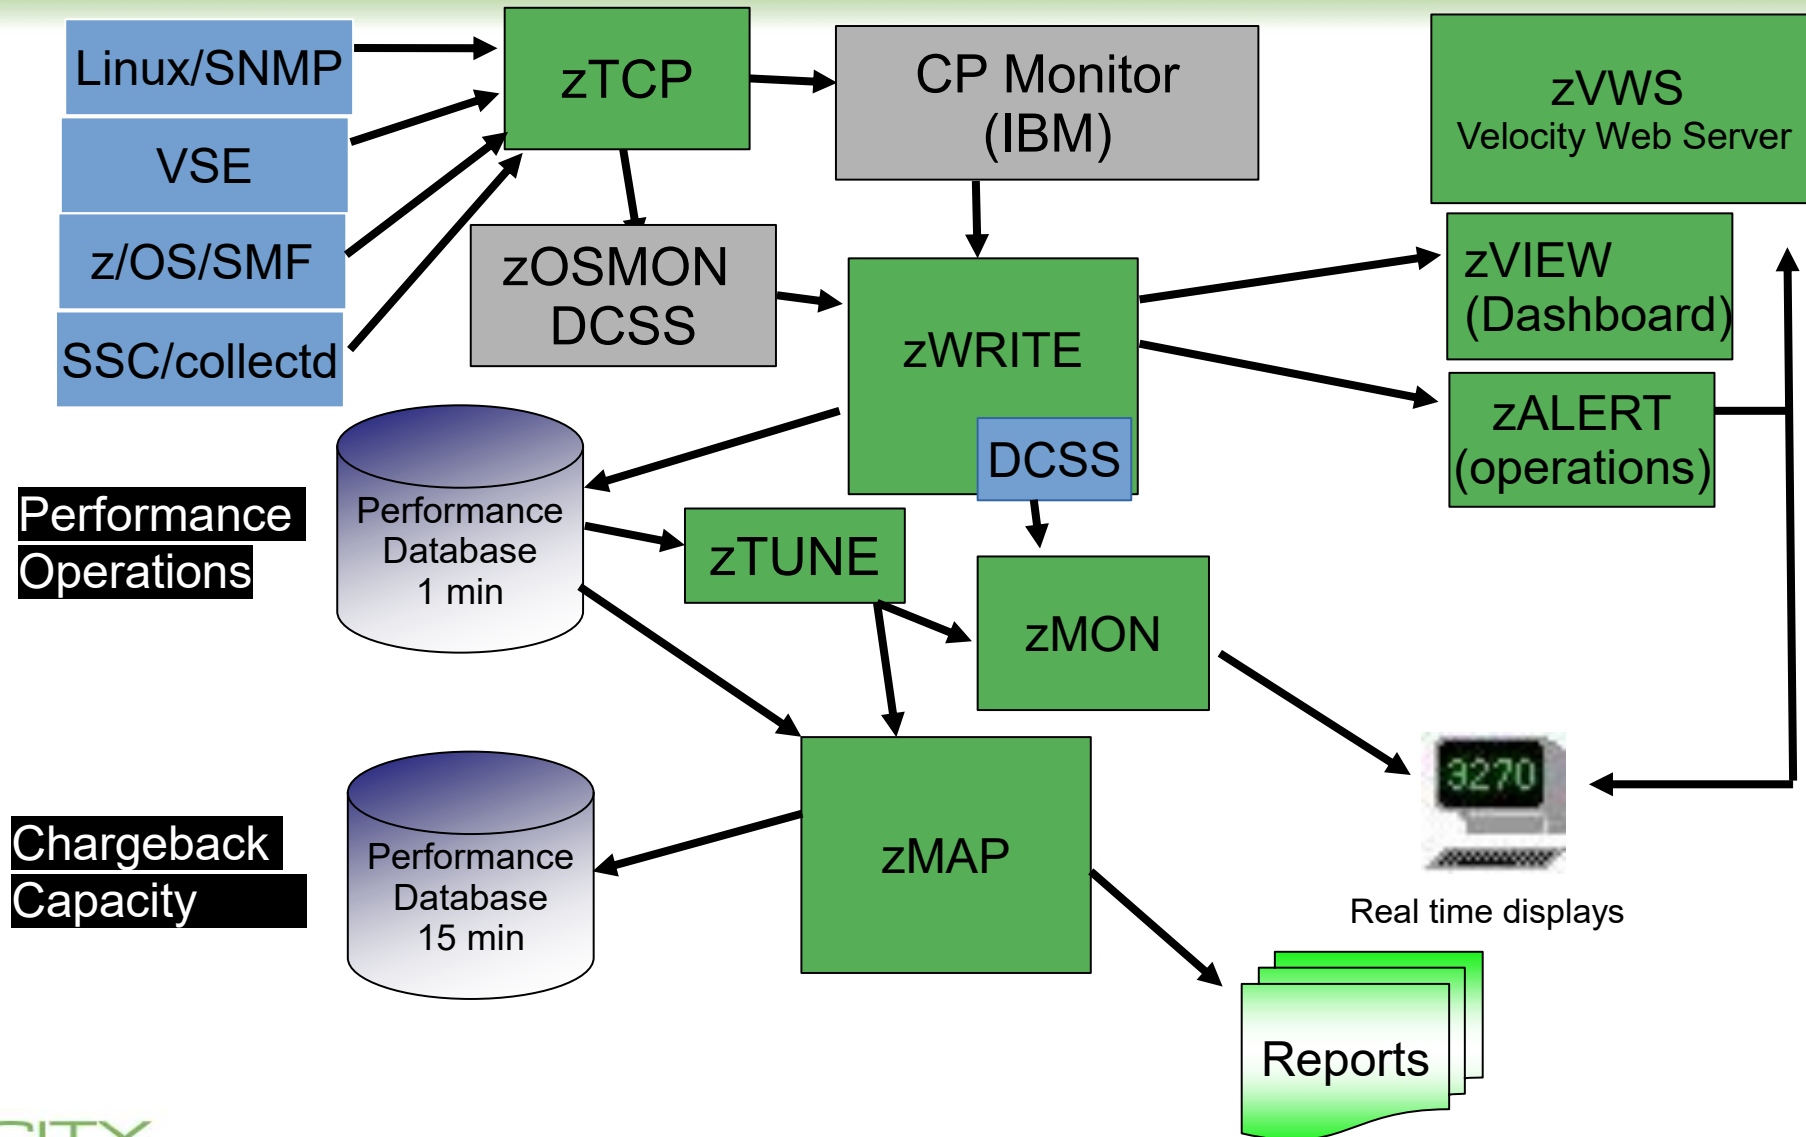 Linux/SNMP
VSE
z/OS/SMF
SSC/collectd
zTCP
CP Monitor
(IBM)
zVWS
Velocity Web Server
zOSMON
DCSS
zWRITE
DCSS
zVIEW
(Dashboard)
zALERT
(operations)
Performance
Operations
Performance
Database
1 min
zTUNE
zMON
3270
Real time displays
Chargeback
Capacity
Performance
Database
15 min
zMAP
Reports